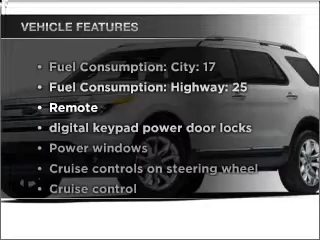 VEHICLE FEATURES
• Fuel Consumption: City: 17
• Fuel Consumption: Highway: 25
• Remote
• digital keypad power door locks
• Power windows
• Cruise controls on steering wheel
• Cruise control